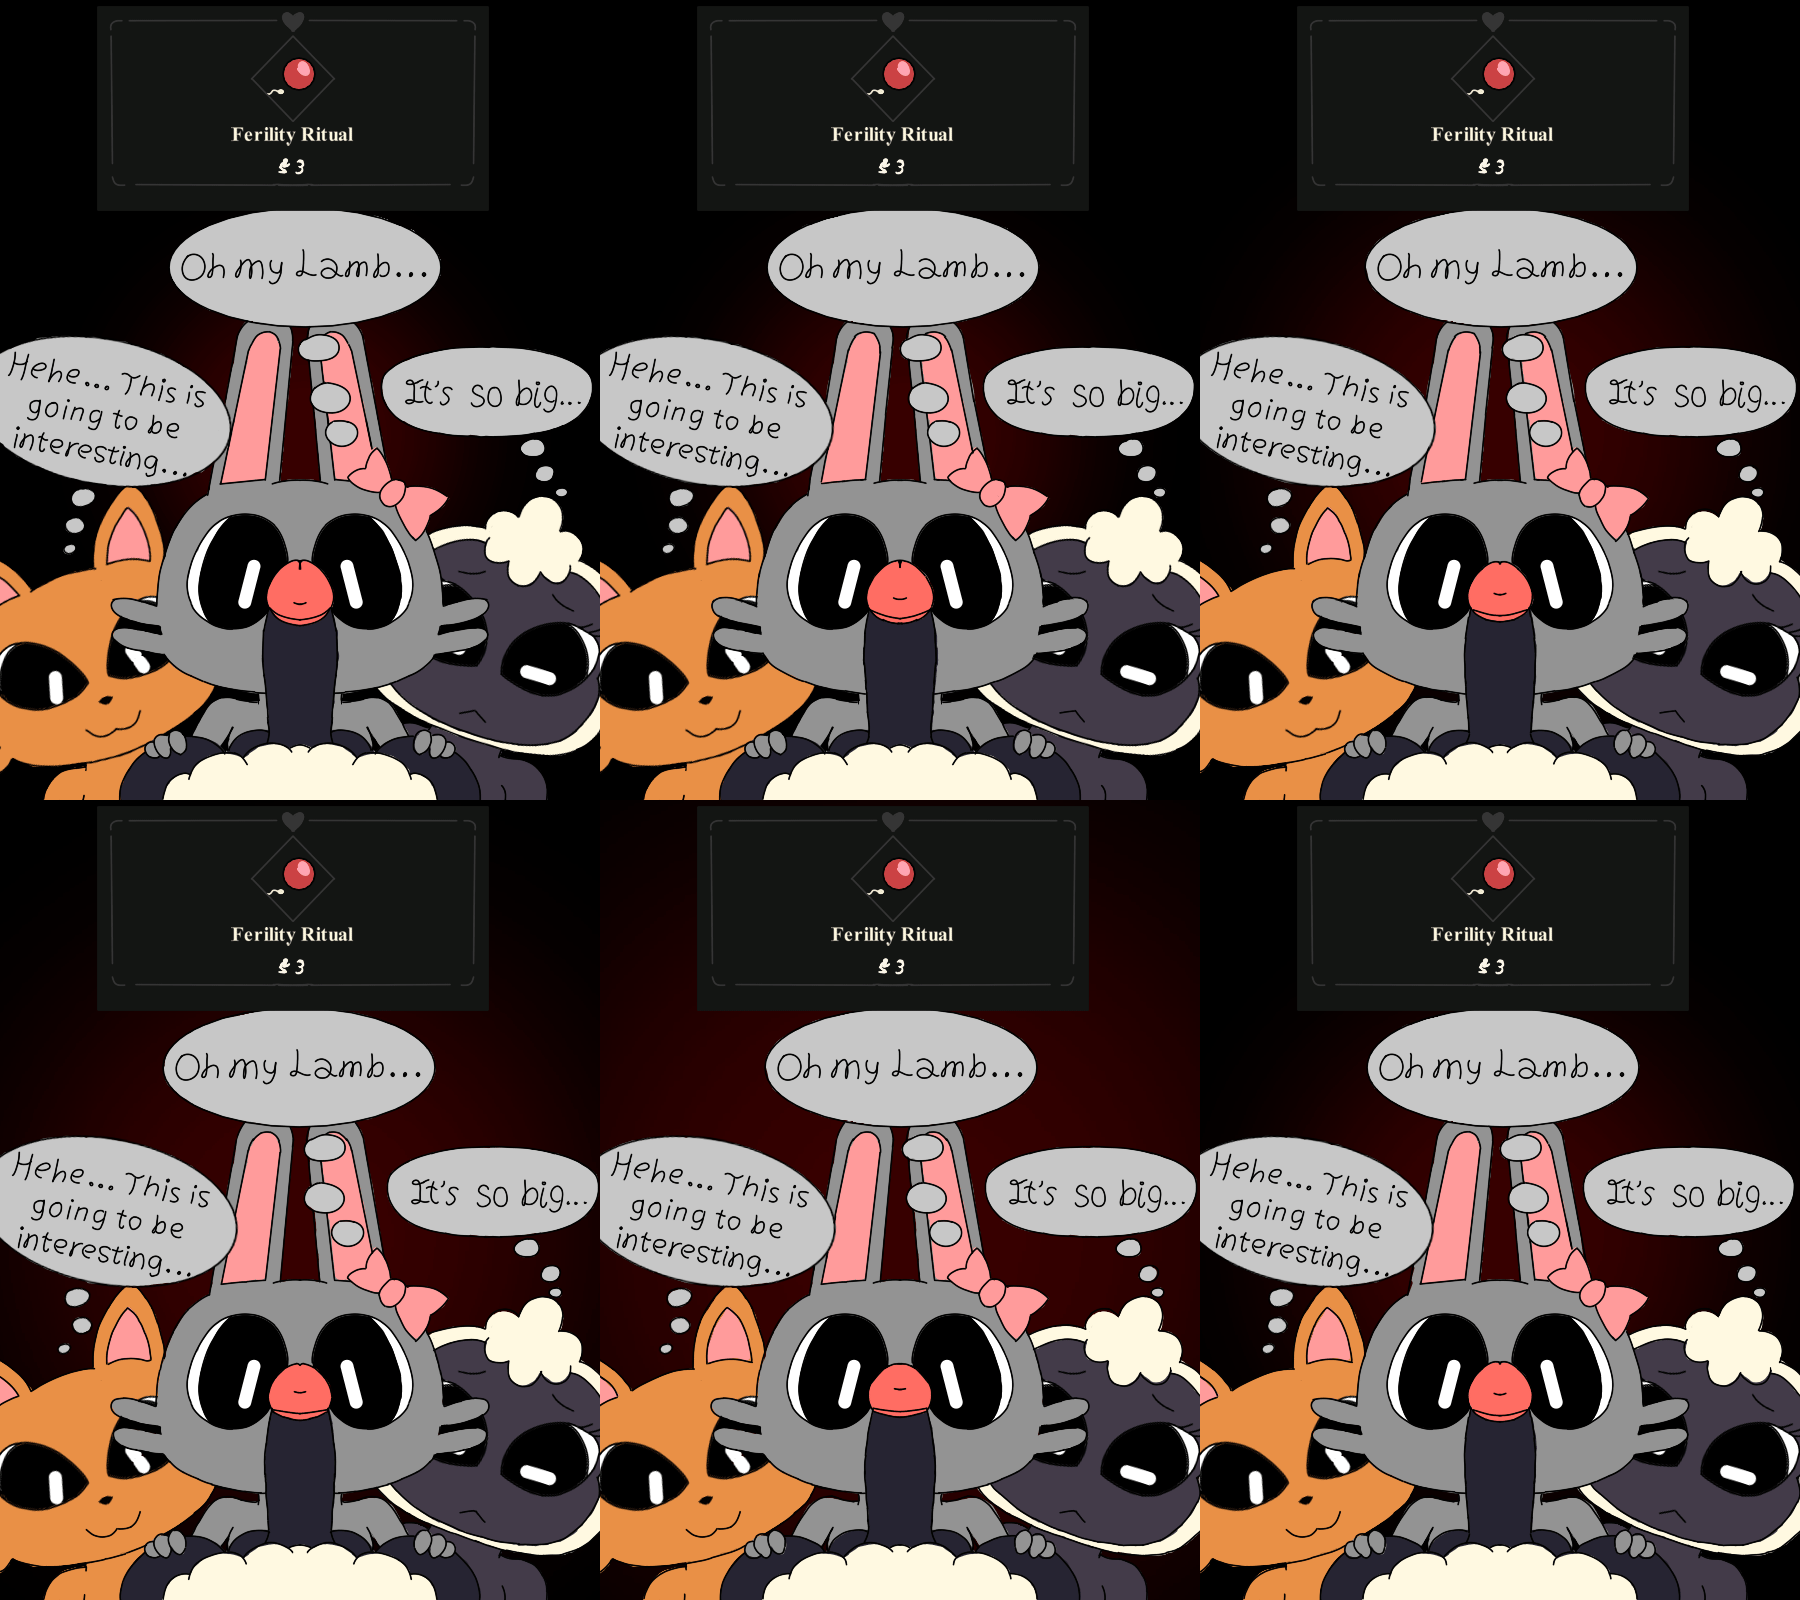 Ferility Ritual
3
Oh my Lamb...
Hehe... This is
going to be
interesting...
It's so big...
Ferility Ritual
3
Oh my Lamb...
Hehe... This is
going to be
interesting...
It's so big...
Ferility Ritual
3
Oh my Lamb...
Hehe... This is
going to be
interesting...
It's so big...
Ferility Ritual
3
Oh my Lamb...
Hehe... This is
going to be
interesting...
It's so big...
Ferility Ritual
3
Oh my Lamb...
Hehe... This is
going to be
interesting...
It's so big...
Ferility Ritual
3
Oh my Lamb...
Hehe... This is
going to be
interesting...
It's so big...